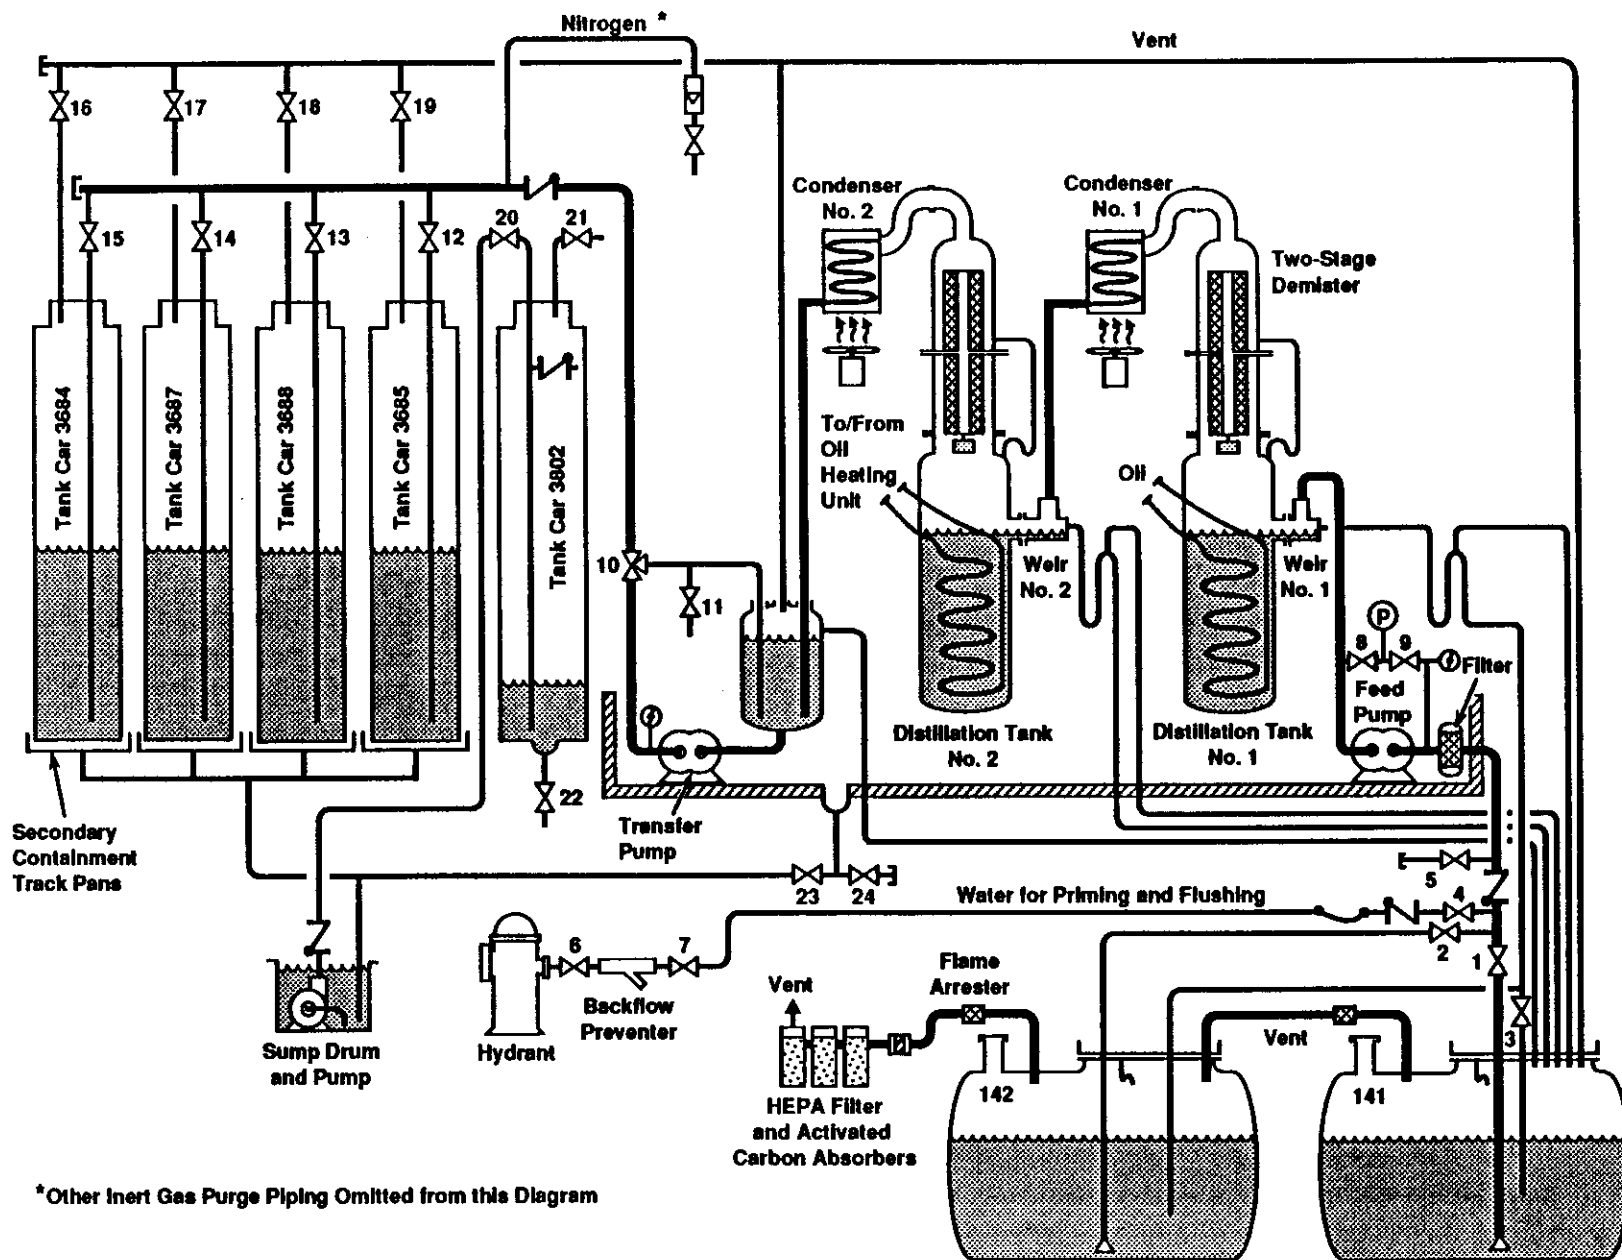 Nitrogen *
Vent
16
17
18
19
15
14
13
12
20
21
Condenser
No. 2
Condenser
No. 1
Two-Stage
Demister
Tank Car 3684
Tank Car 3687
Tank Car 3688
Tank Car 3685
Tank Car 3802
To/From
Oil
Heating
Unit
Oil
Weir
No. 2
Weir
No. 1
10
11
P
8
9
Filter
Feed
Pump
Distillation Tank
No. 2
Distillation Tank
No. 1
22
Transfer
Pump
Secondary
Containment
Track Pans
23
24
5
4
Water for Priming and Flushing
2
1
6
7
Backflow
Preventer
Hydrant
Sump Drum
and Pump
Vent
Flame
Arrester
Vent
3
142
141
HEPA Filter
and Activated
Carbon Absorbers
*Other Inert Gas Purge Piping Omitted from this Diagram